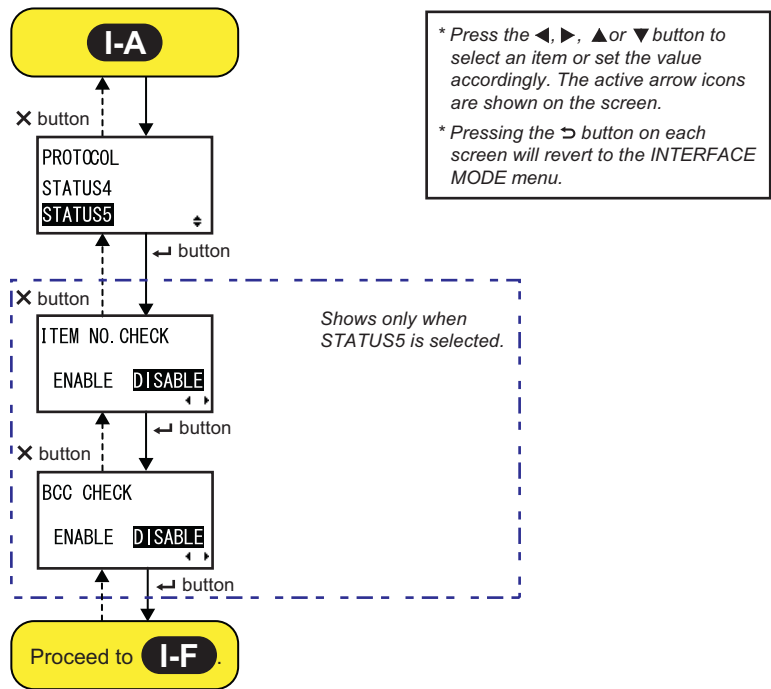 I-A
* Press the ◀, ▶, ▲or ▼ button to
select an item or set the value
accordingly. The active arrow icons
are shown on the screen.
* Pressing the ⮌ button on each
screen will revert to the INTERFACE
MODE menu.
✕ button
PROTOCOL
STATUS4
STATUS5
↵ button
✕ button
Shows only when
STATUS5 is selected.
ITEM NO.CHECK
ENABLE DISABLE
↵ button
✕ button
BCC CHECK
ENABLE DISABLE
↵ button
Proceed to I-F.